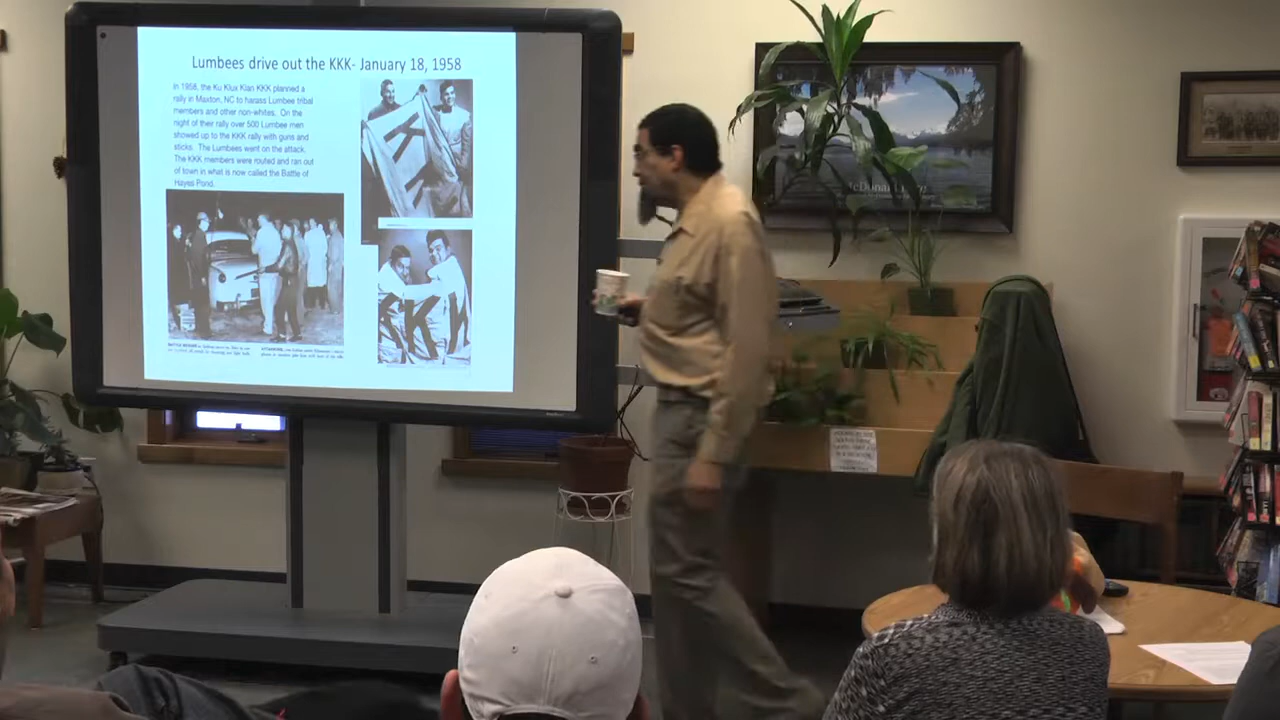 Lumbees drive out the KKK- January 18, 1958
In 1958, the Ku Klux Klan KKK planned a
rally in Maxton, NC to harass Lumbee tribal
members and other non-whites. On the
night of their rally over 500 Lumbee men
showed up to the KKK rally with guns and
sticks. The Lumbees went on the attack.
The KKK members were routed and ran out
of town in what is now called the Battle of
Hayes Pond.
K
K
KKK